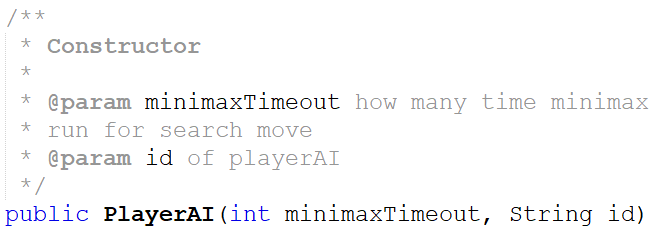 /**
* Constructor
*
* @param minimaxTimeout how many time minimax
* run for search move
* @param id of playerAI
*/
public PlayerAI(int minimaxTimeout, String id)